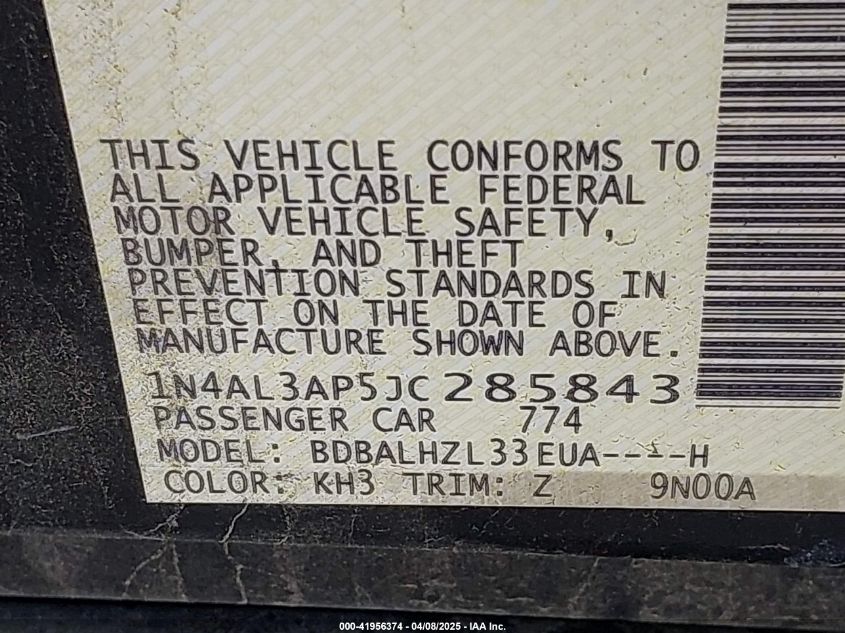 THIS VEHICLE CONFORMS TO
ALL APPLICABLE FEDERAL
MOTOR VEHICLE SAFETY,
BUMPER, AND THEFT
PREVENTION STANDARDS IN
EFFECT ON THE DATE OF
MANUFACTURE SHOWN ABOVE.
1N4AL3AP5JC285843
PASSENGER CAR 774
MODEL: BDBALHZL33EUA----H
COLOR: KH3 TRIM: Z 9N00A
000-41956374 | 04/08/2025 - IAA Inc.